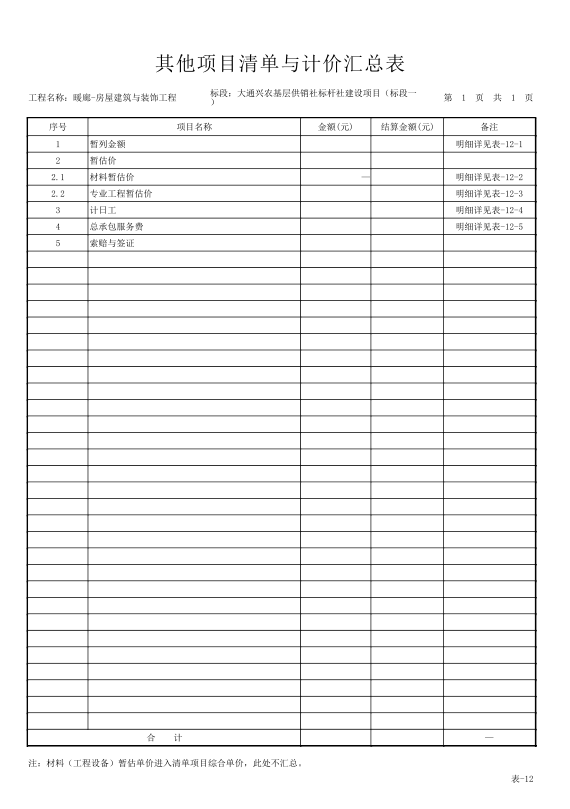 其他项目清单与计价汇总表
工程名称：暖廊-房屋建筑与装饰工程 标段：大通兴农基层供销社标杆社建设项目（标段一
） 第 1 页 共 1 页
序号 项目名称 金额(元) 结算金额(元) 备注
1 暂列金额 明细详见表-12-1
2 暂估价
2.1 材料暂估价 — 明细详见表-12-2
2.2 专业工程暂估价 明细详见表-12-3
3 计日工 明细详见表-12-4
4 总承包服务费 明细详见表-12-5
5 索赔与签证
合 计 —
注：材料（工程设备）暂估单价进入清单项目综合单价，此处不汇总。
表-12